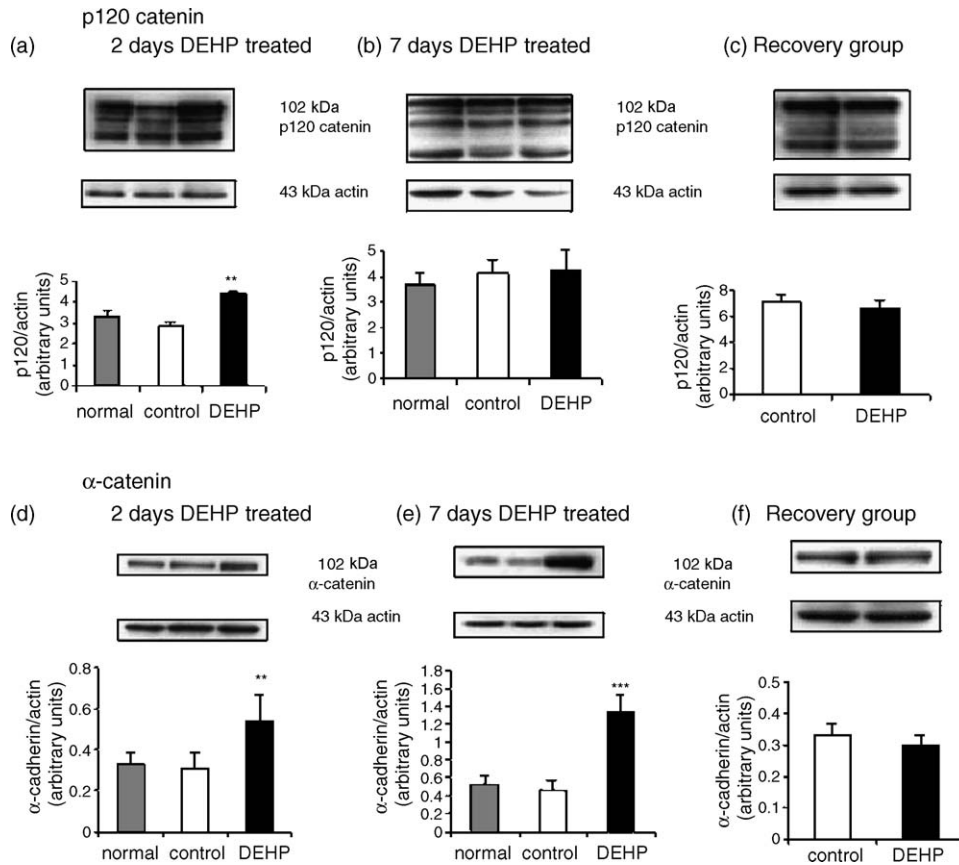 p120 catenin
(a) 2 days DEHP treated (b) 7 days DEHP treated (c) Recovery group
102 kDa
p120 catenin
102 kDa
p120 catenin
43 kDa actin
43 kDa actin
p120/actin
(arbitrary units)
5
4
3
2
1
0
**
normal control DEHP
p120/actin
(arbitrary units)
6
5
4
3
2
1
0
normal control DEHP
p120/actin
(arbitrary units)
8
6
4
2
0
control DEHP
α-catenin
(d) 2 days DEHP treated (e) 7 days DEHP treated (f) Recovery group
102 kDa
α-catenin
102 kDa
α-catenin
43 kDa actin
43 kDa actin
α-cadherin/actin
(arbitrary units)
0.8
0.6
0.4
0.2
0
**
normal control DEHP
α-cadherin/actin
(arbitrary units)
1.8
1.6
1.4
1.2
1
0.8
0.6
0.4
0.2
0
***
normal control DEHP
α-cadherin/actin
(arbitrary units)
0.5
0.4
0.3
0.2
0.1
0
control DEHP